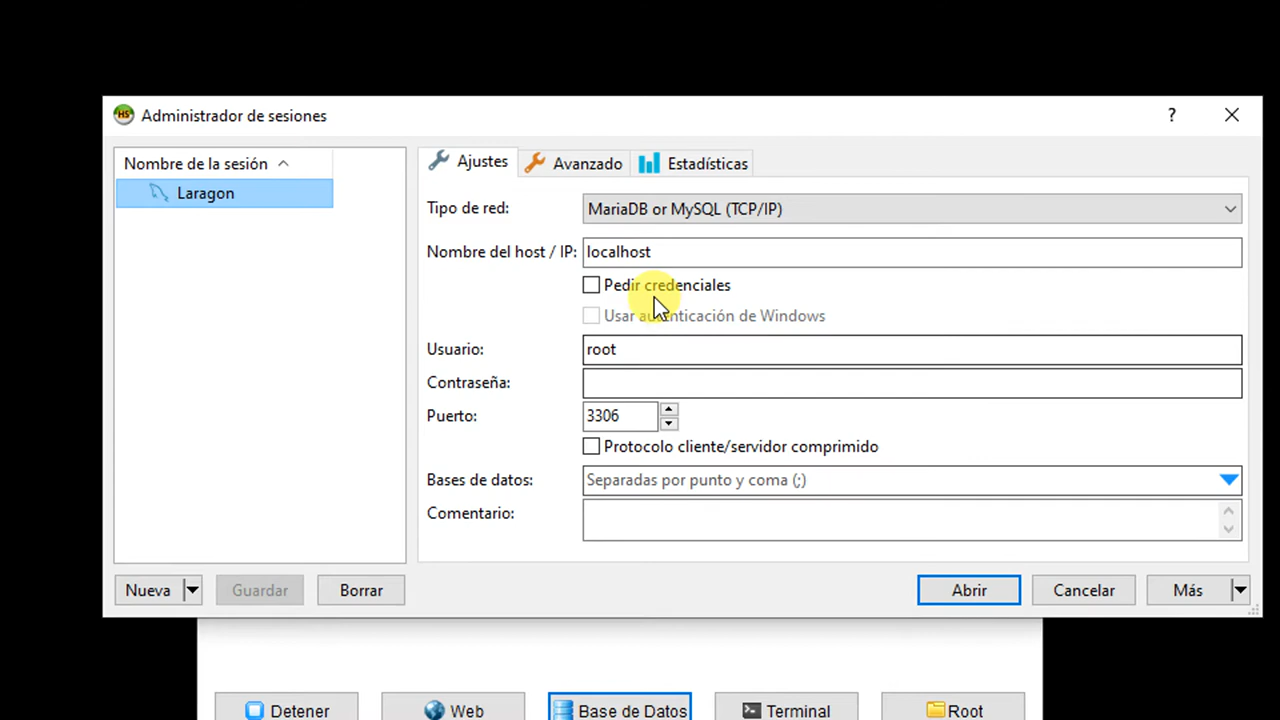 Administrador de sesiones
?
Nombre de la sesión
Laragon
Ajustes
Avanzado
Estadísticas
Tipo de red: MariaDB or MySQL (TCP/IP)
Nombre del host / IP: localhost
Pedir credenciales
Usar autenticación de Windows
Usuario: root
Contraseña:
Puerto: 3306
Protocolo cliente/servidor comprimido
Bases de datos: Separadas por punto y coma (;)
Comentario:
Nueva Guardar Borrar Abrir Cancelar Más
Detener Web Base de Datos Terminal Root